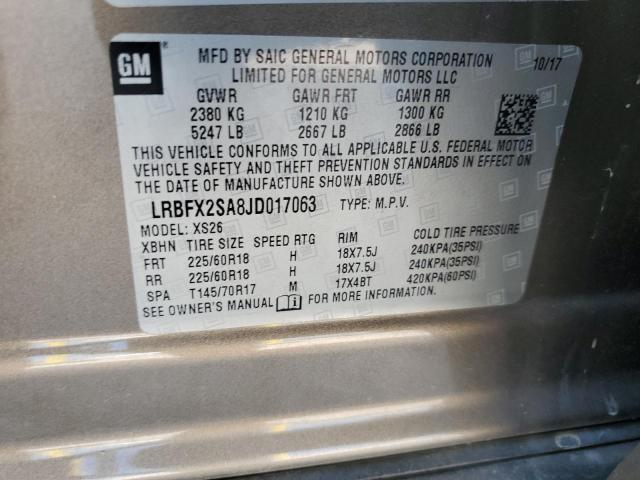 GM
®
MFD BY SAIC GENERAL MOTORS CORPORATION 10/17
LIMITED FOR GENERAL MOTORS LLC
GVWR GAWR FRT GAWR RR
2380 KG 1210 KG 1300 KG
5247 LB 2667 LB 2866 LB
THIS VEHICLE CONFORMS TO ALL APPLICABLE U.S. FEDERAL MOTOR
VEHICLE SAFETY AND THEFT PREVENTION STANDARDS IN EFFECT ON
THE DATE OF MANUFACTURE SHOWN ABOVE.
LRBFX2SA8JD017063 TYPE: M.P.V.
MODEL: XS26
XBHN TIRE SIZE SPEED RTG RIM COLD TIRE PRESSURE
FRT 225/60R18 H 18X7.5J 240KPA(35PSI)
RR 225/60R18 H 18X7.5J 240KPA(35PSI)
SPA T145/70R17 M 17X4BT 420KPA(60PSI)
SEE OWNER'S MANUAL i FOR MORE INFORMATION.